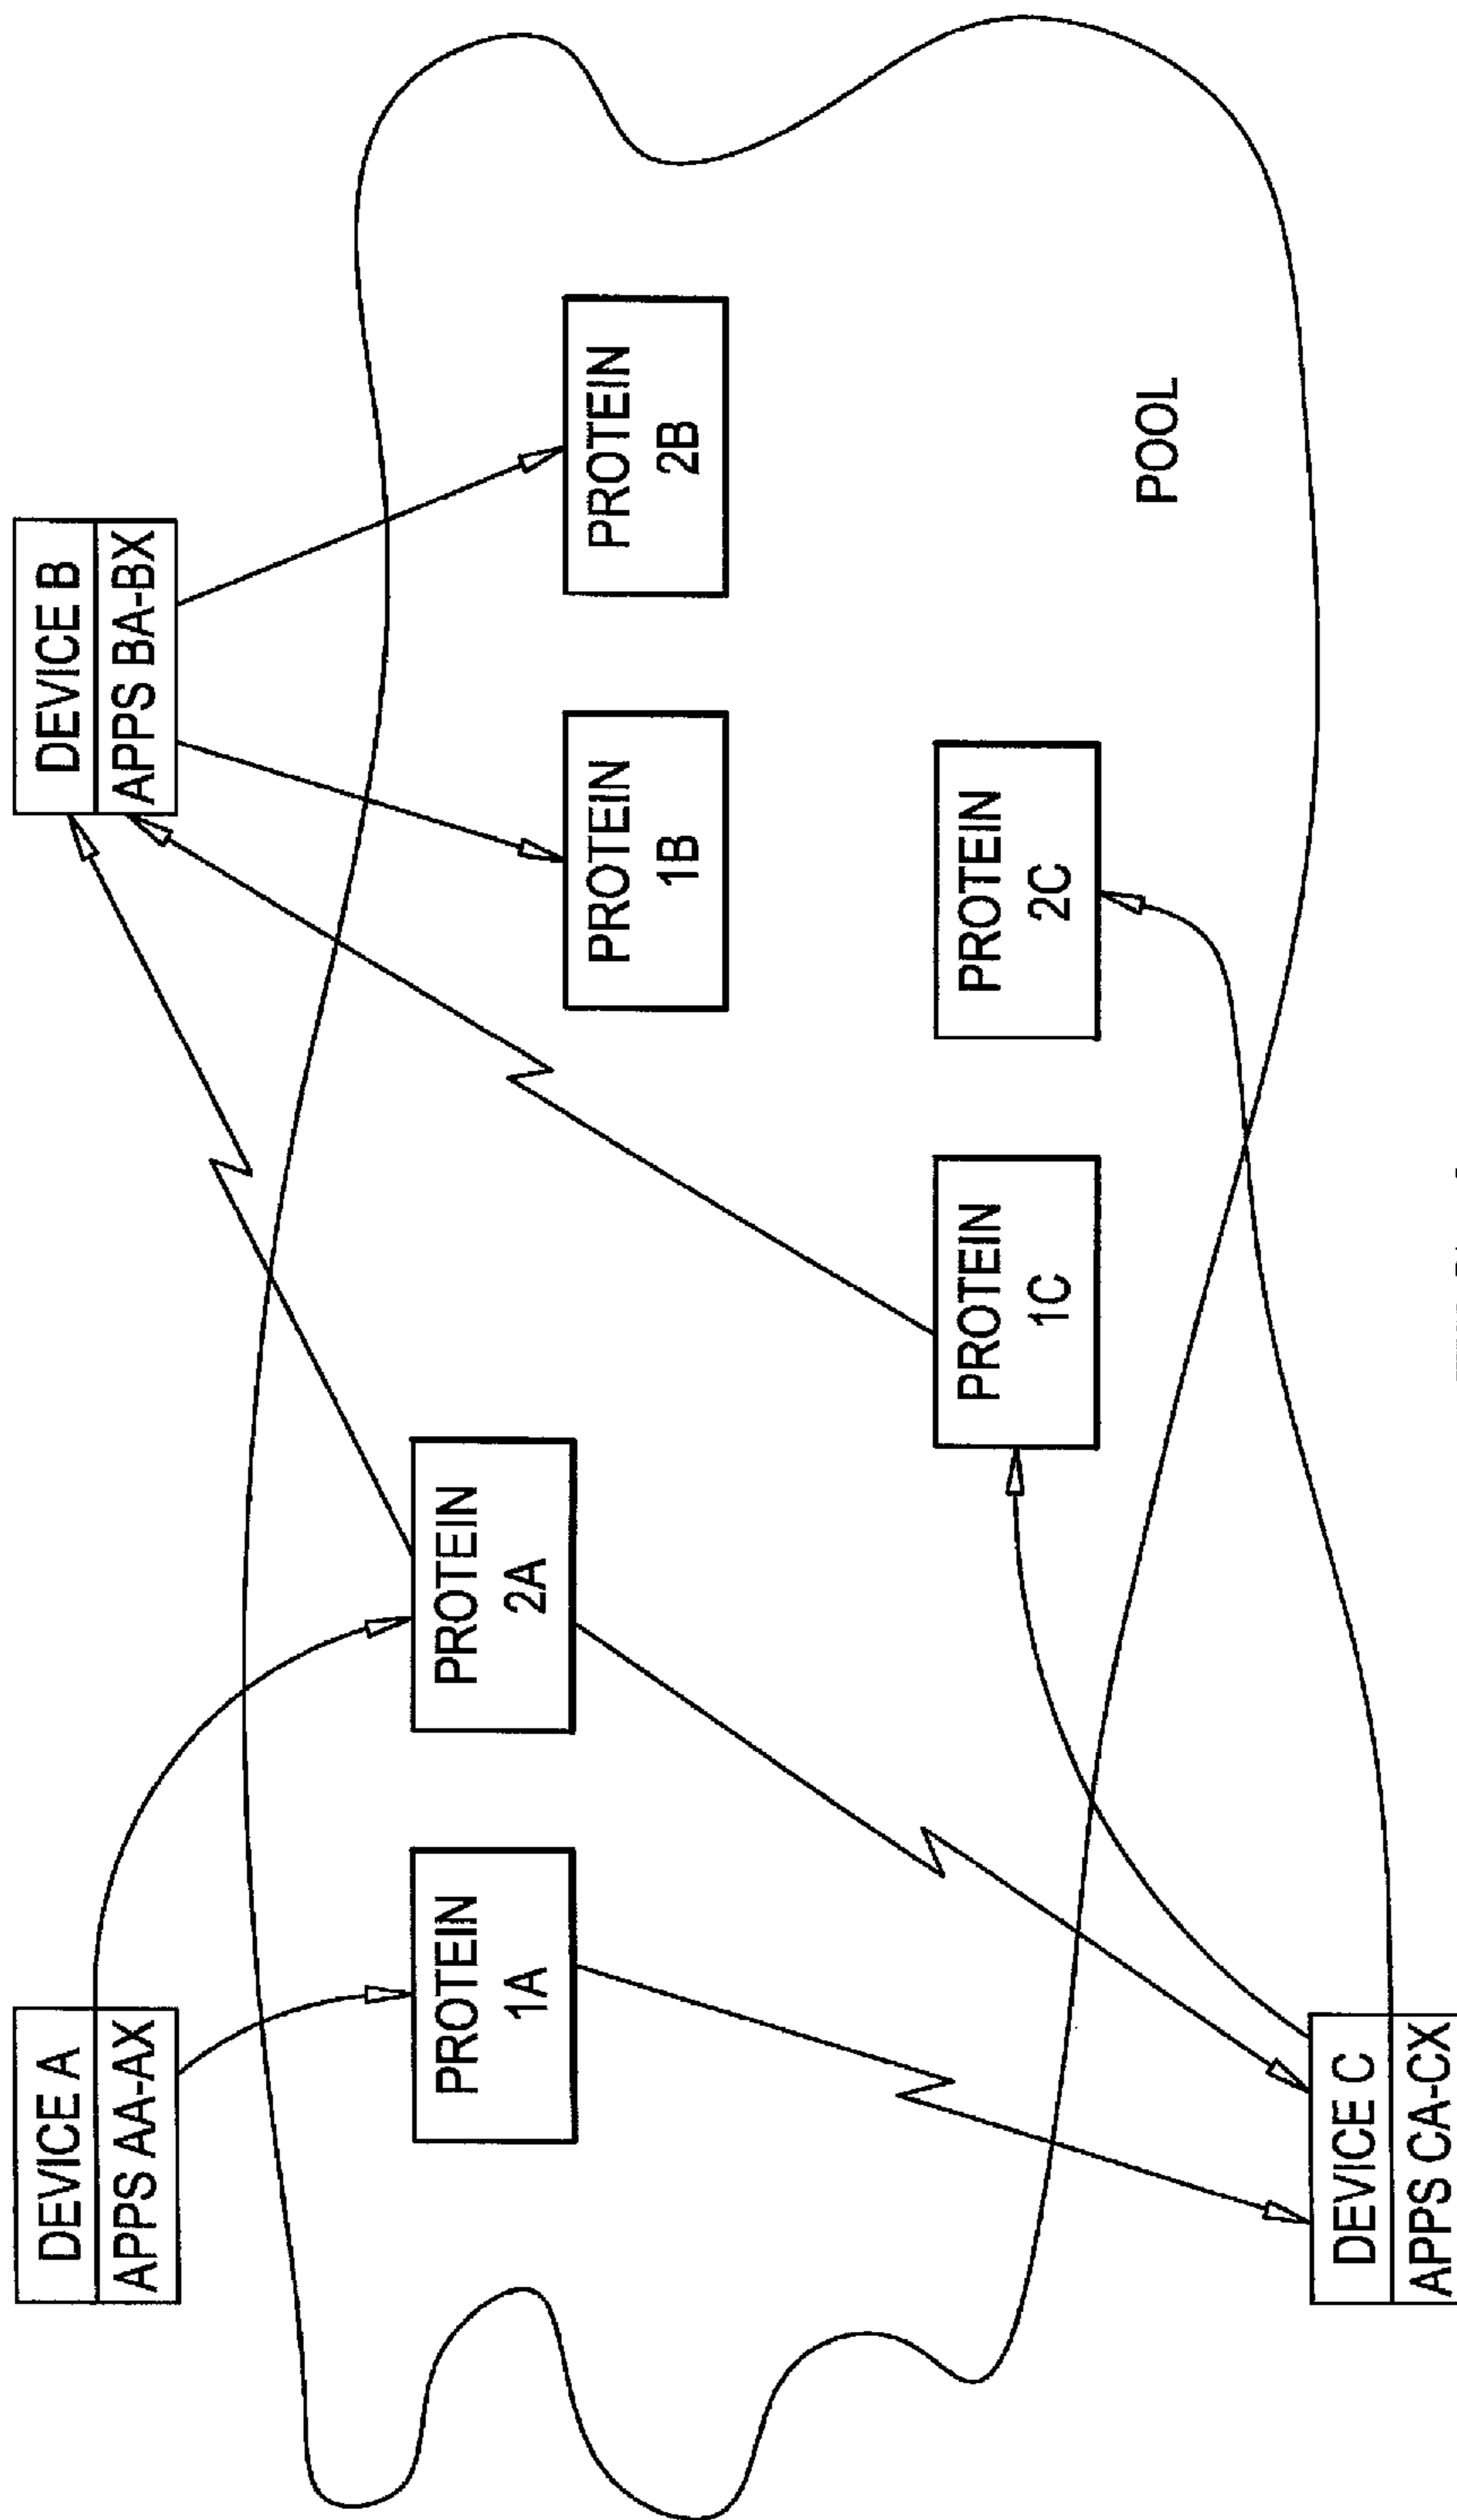 DEVICE A
APPS AA-AX
DEVICE B
APPS BA-BX
PROTEIN
1A
PROTEIN
2A
PROTEIN
1B
PROTEIN
2B
PROTEIN
1C
PROTEIN
2C
POOL
DEVICE C
APPS CA-CX